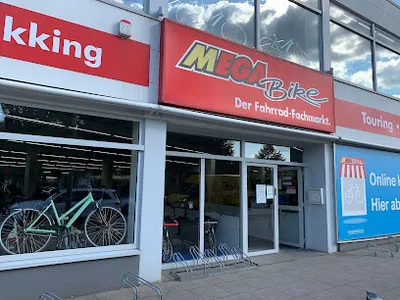 kking
MEGA
Bike
Der Fahrrad-Fachmarkt.
Touring •
Online
Hier ab